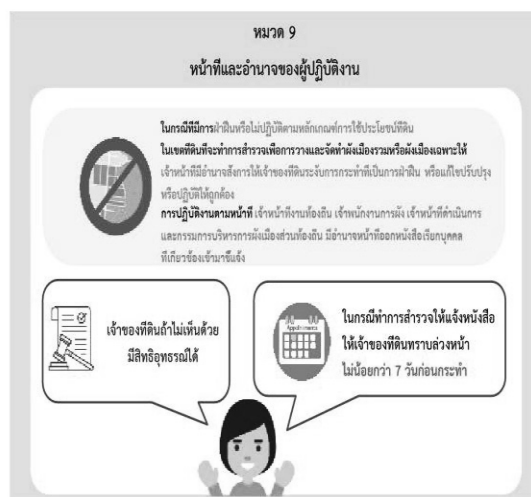 หมวด 9
หน้าที่และอำนาจของผู้ปฏิบัติงาน
ในกรณีที่มีการฝ่าฝืนหรือไม่ปฏิบัติตามหลักเกณฑ์การใช้ประโยชน์ที่ดิน
ในเขตที่ดินที่จะทำการสำรวจเพื่อการวางและจัดทำผังเมืองรวมหรือผังเมืองเฉพาะให้
เจ้าหน้าที่มีอำนาจสั่งการให้เจ้าของที่ดินระงับการกระทำที่เป็นการฝ่าฝืน หรือแก้ไขปรับปรุง
หรือปฏิบัติให้ถูกต้อง
การปฏิบัติงานตามหน้าที่ เจ้าหน้าที่งานท้องถิ่น เจ้าพนักงานการผัง เจ้าหน้าที่ดำเนินการ
และกรรมการบริหารการผังเมืองส่วนท้องถิ่น มีอำนาจหน้าที่ออกหนังสือเรียกบุคคล
ที่เกี่ยวข้องเข้ามาชี้แจ้ง
เจ้าของที่ดินถ้าไม่เห็นด้วย
มีสิทธิอุทธรณ์ได้
Appointments
ในกรณีทำการสำรวจให้แจ้งหนังสือ
ให้เจ้าของที่ดินทราบล่วงหน้า
ไม่น้อยกว่า 7 วันก่อนกระทำ